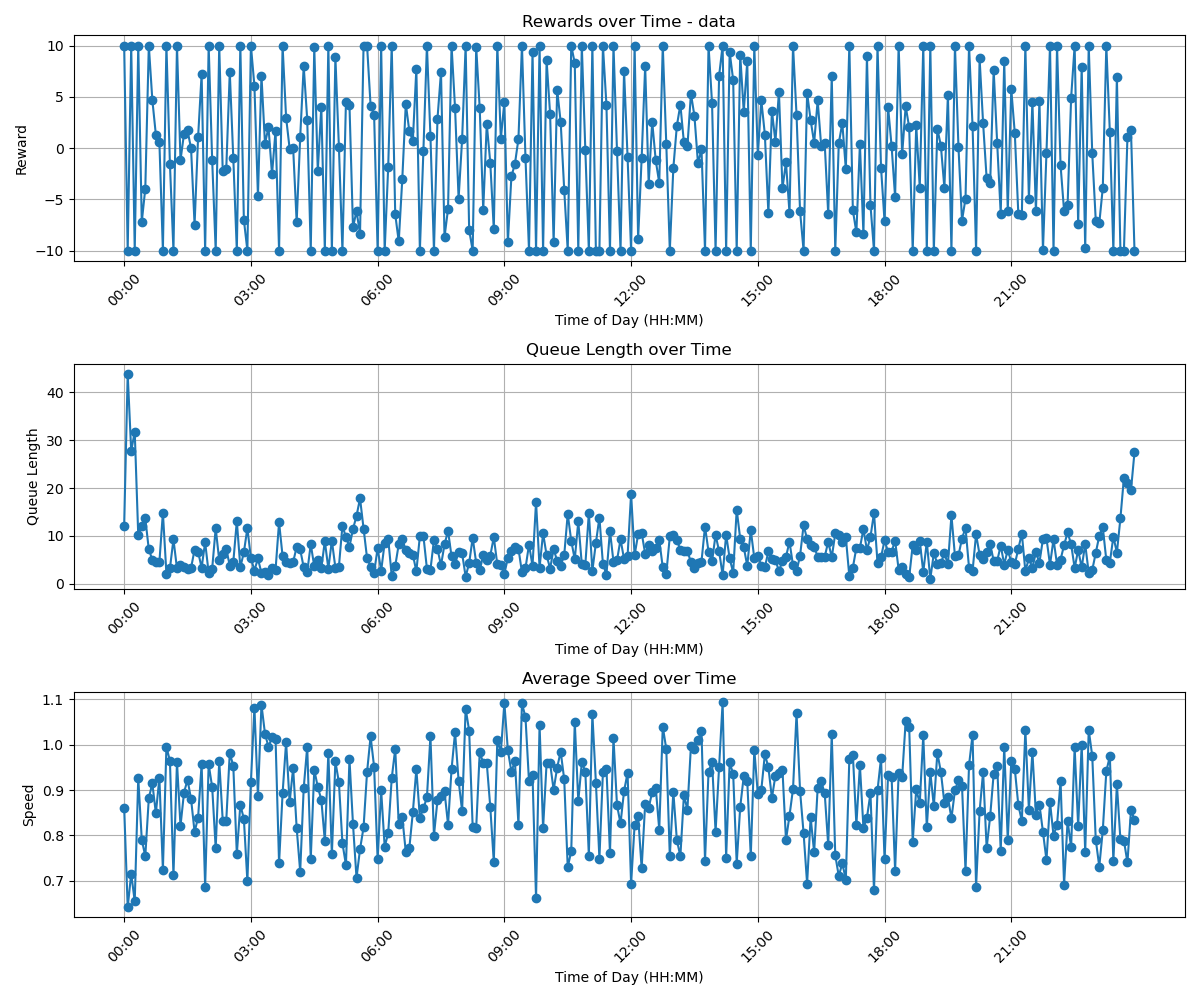 Rewards over Time - data
10
5
0
−5
−10
Reward
00:00 03:00 06:00 09:00 12:00 15:00 18:00 21:00
Time of Day (HH:MM)
Queue Length over Time
40
30
20
10
0
Queue Length
00:00 03:00 06:00 09:00 12:00 15:00 18:00 21:00
Time of Day (HH:MM)
Average Speed over Time
1.1
1.0
0.9
0.8
0.7
Speed
00:00 03:00 06:00 09:00 12:00 15:00 18:00 21:00
Time of Day (HH:MM)